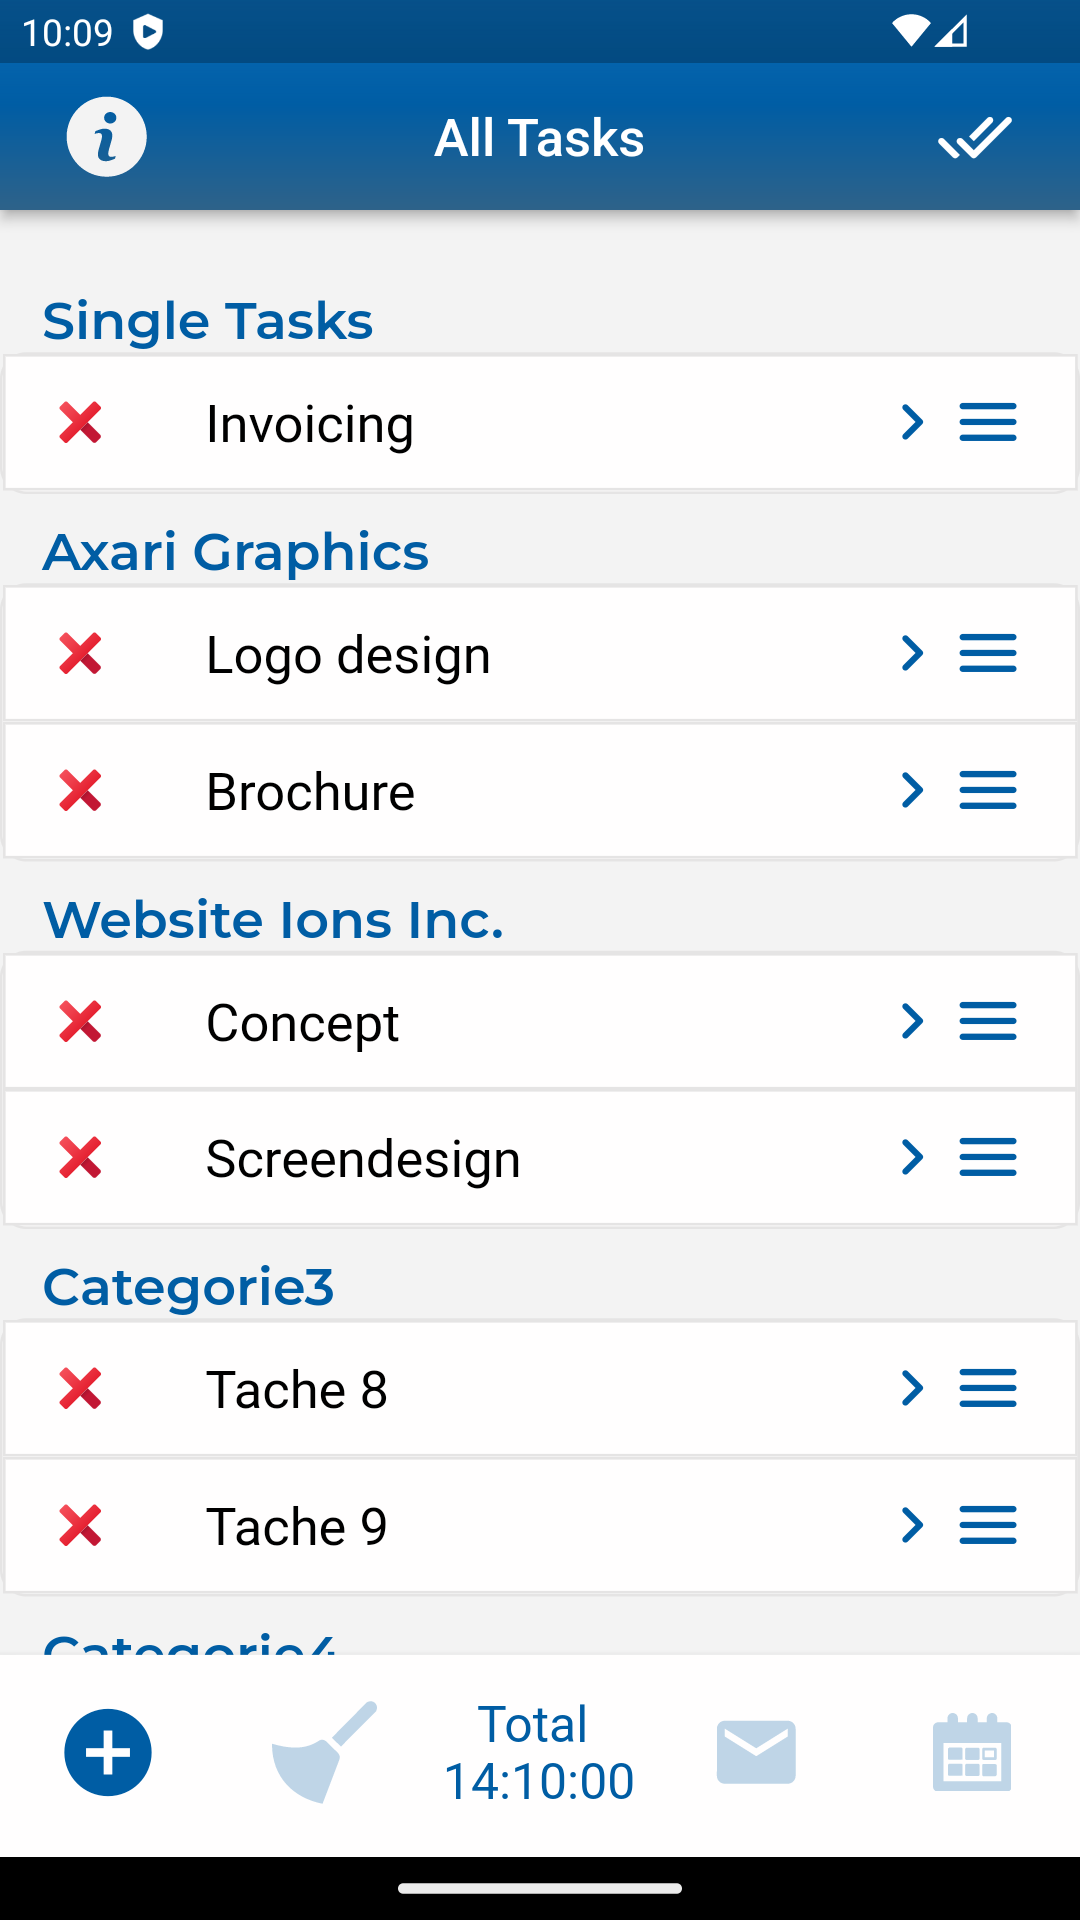 10:09
All Tasks
Single Tasks
Invoicing
Axari Graphics
Logo design
Brochure
Website Ions Inc.
Concept
Screendesign
Categorie3
Tache 8
Tache 9
Categorie4
Total
14:10:00